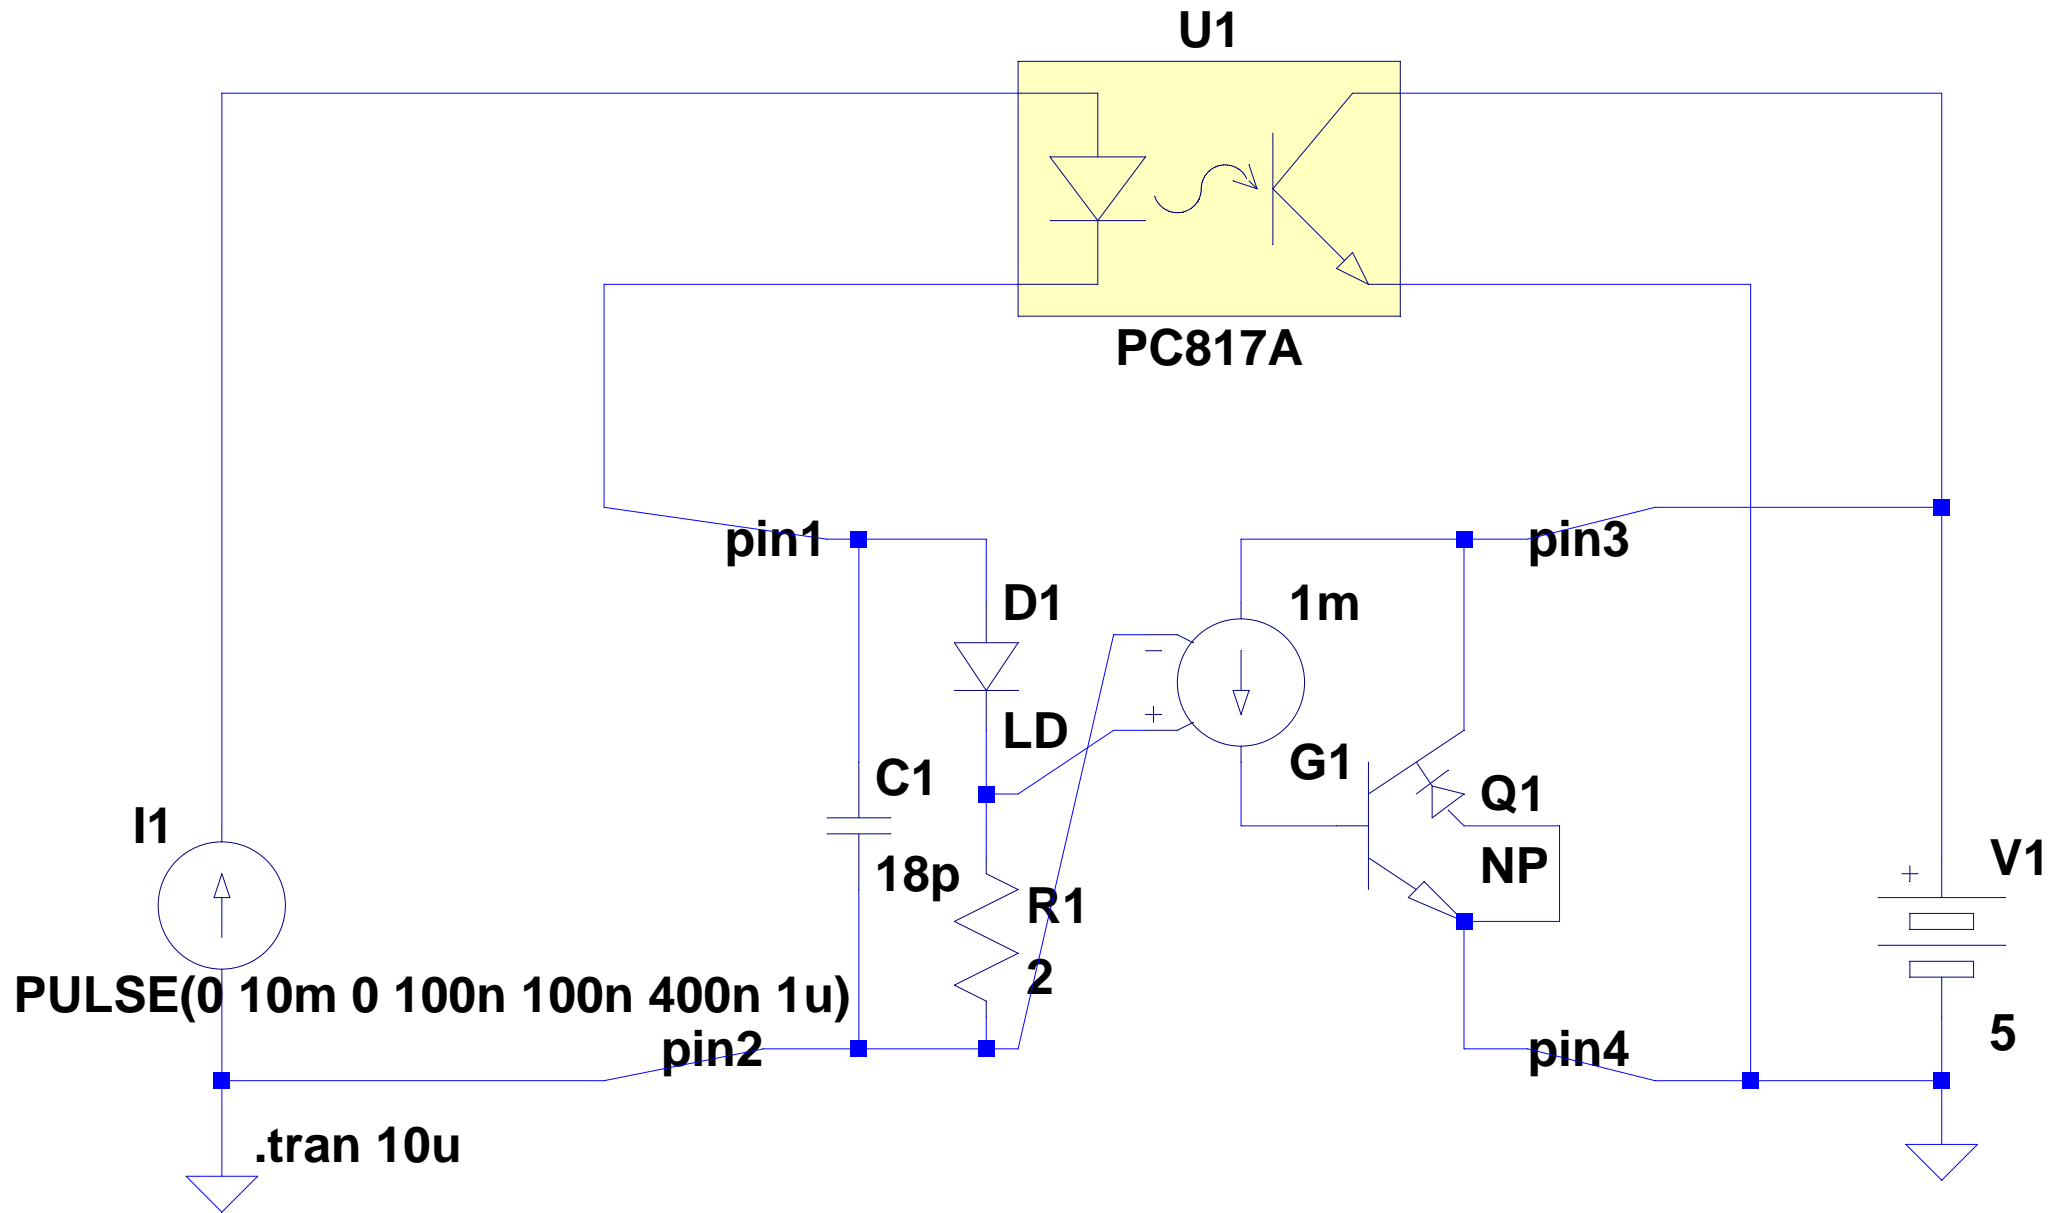 U1
PC817A
pin1
pin3
D1
1m
LD
G1
C1
Q1
I1
18p
NP
V1
R1
2
PULSE(0 10m 0 100n 100n 400n 1u)
5
pin2
pin4
.tran 10u